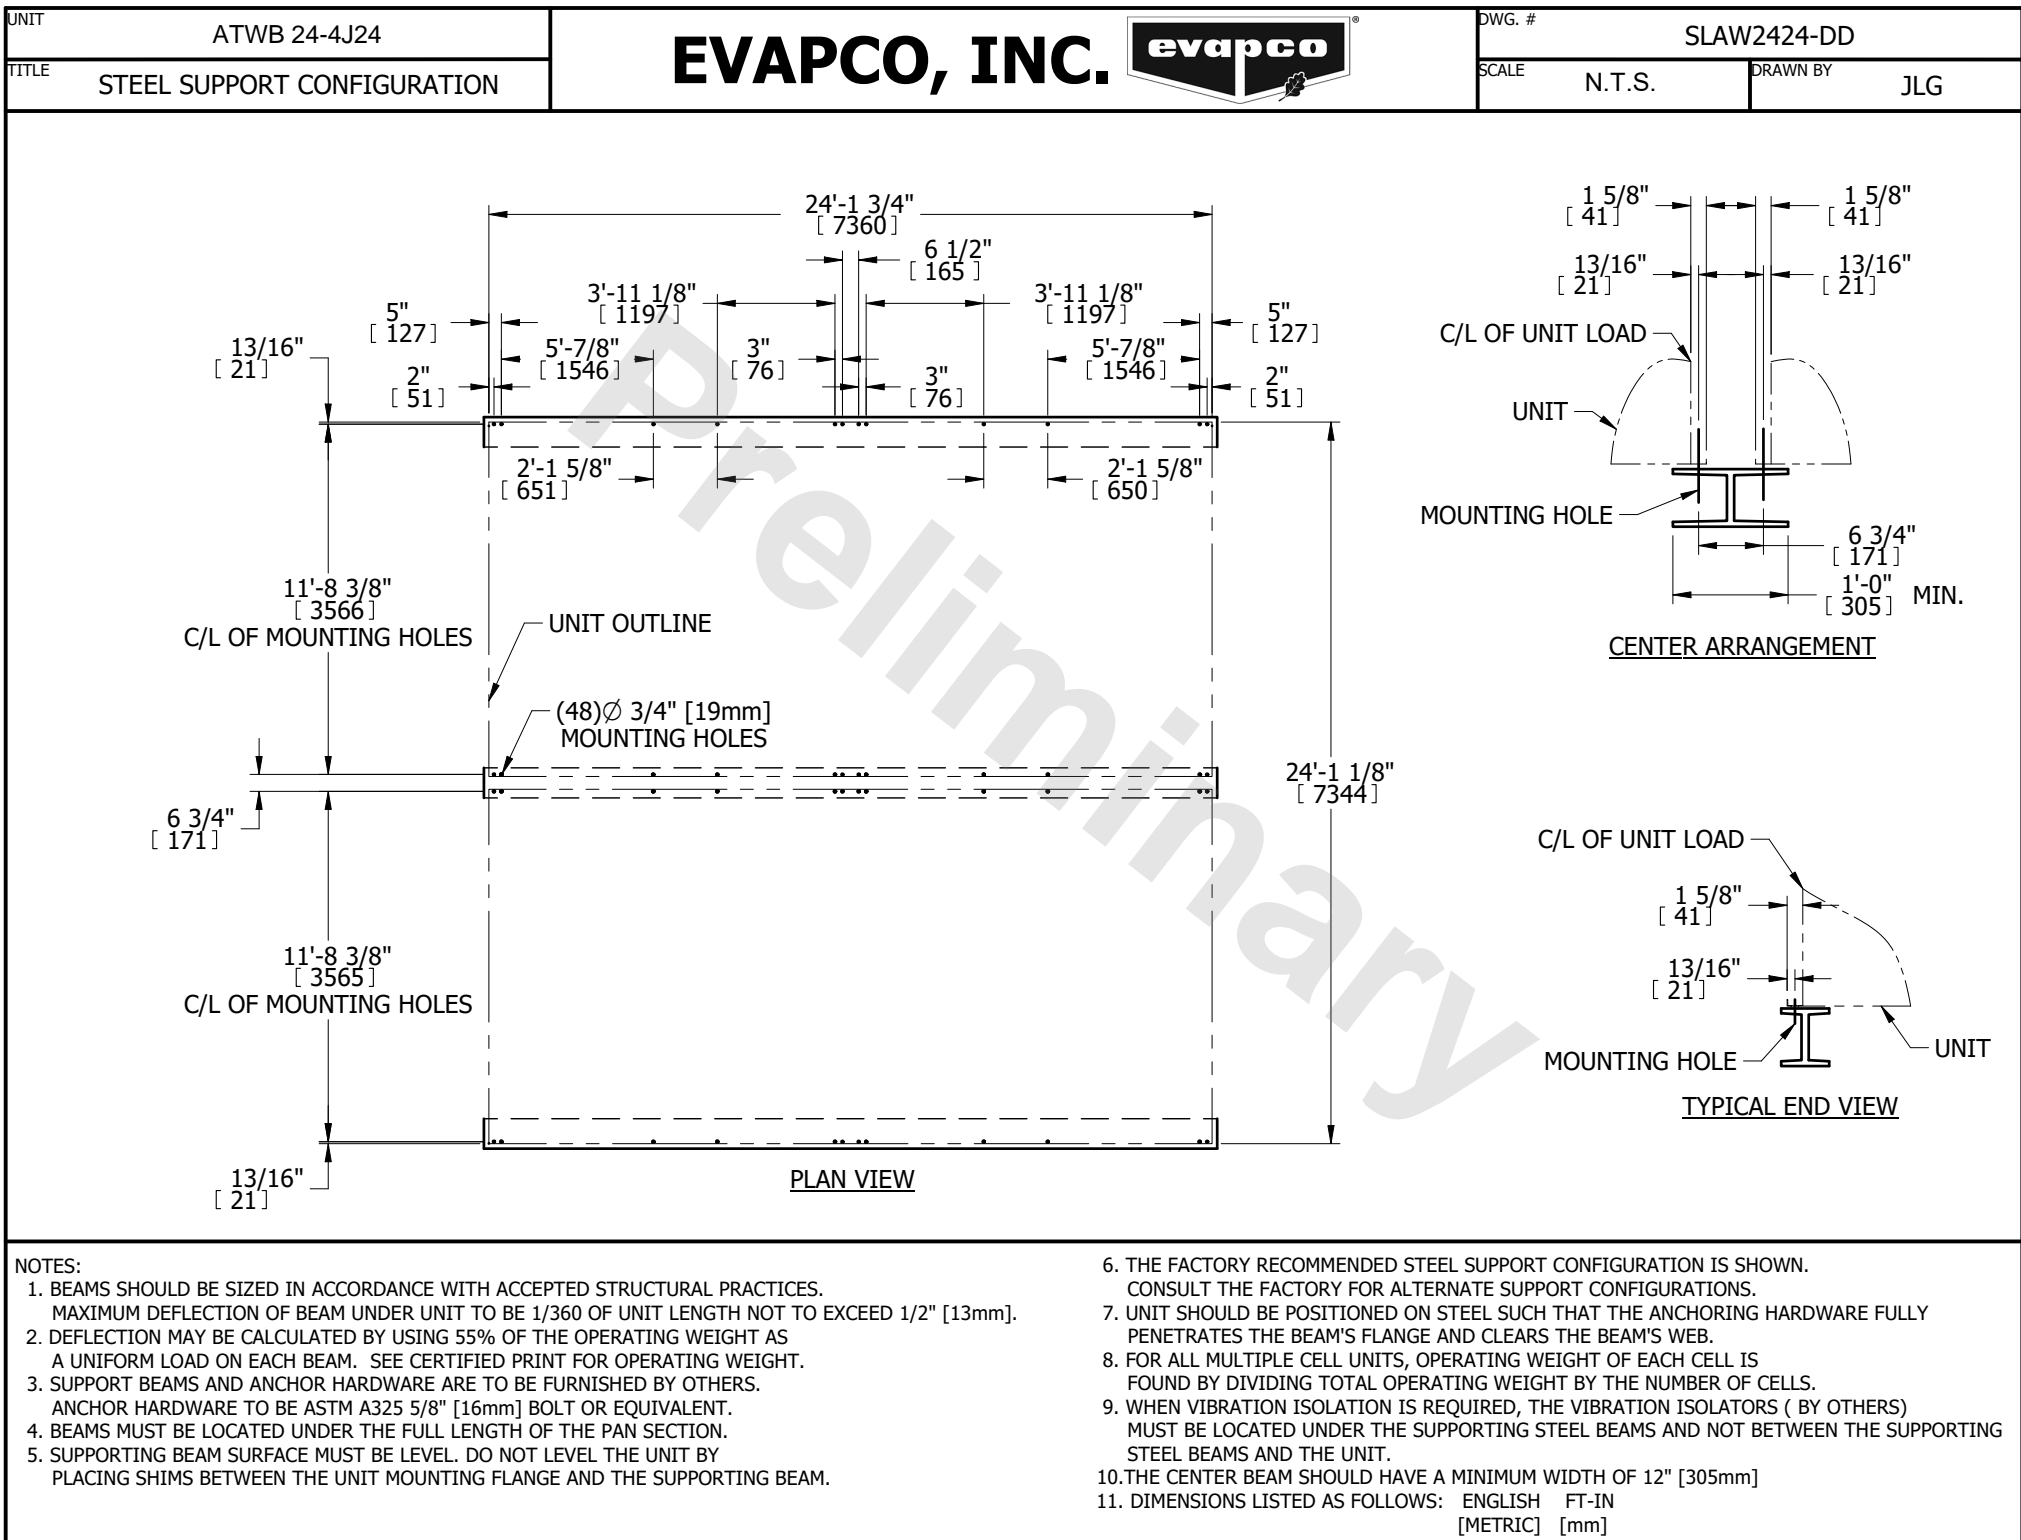 UNIT
ATWB 24-4J24
TITLE
STEEL SUPPORT CONFIGURATION
EVAPCO, INC.
evapco
®
DWG. #
SLAW2424-DD
SCALE
N.T.S.
DRAWN BY
JLG
24'-1 3/4"
[ 7360 ]
6 1/2"
[ 165 ]
3'-11 1/8"
[ 1197 ]
3'-11 1/8"
[ 1197 ]
5"
[ 127 ]
5"
[ 127 ]
13/16"
[ 21 ]
5'-7/8"
[ 1546 ]
3"
[ 76 ]
5'-7/8"
[ 1546 ]
2"
[ 51 ]
3"
[ 76 ]
2"
[ 51 ]
2'-1 5/8"
[ 651 ]
2'-1 5/8"
[ 650 ]
11'-8 3/8"
[ 3566 ]
C/L OF MOUNTING HOLES
UNIT OUTLINE
(48)Ø 3/4" [19mm]
MOUNTING HOLES
6 3/4"
[ 171 ]
24'-1 1/8"
[ 7344 ]
11'-8 3/8"
[ 3565 ]
C/L OF MOUNTING HOLES
13/16"
[ 21 ]
PLAN VIEW
Preliminary
1 5/8"
[ 41 ]
1 5/8"
[ 41 ]
13/16"
[ 21 ]
13/16"
[ 21 ]
C/L OF UNIT LOAD
UNIT
MOUNTING HOLE
6 3/4"
[ 171 ]
1'-0"
[ 305 ] MIN.
CENTER ARRANGEMENT
C/L OF UNIT LOAD
1 5/8"
[ 41 ]
13/16"
[ 21 ]
MOUNTING HOLE
UNIT
TYPICAL END VIEW
NOTES:
1. BEAMS SHOULD BE SIZED IN ACCORDANCE WITH ACCEPTED STRUCTURAL PRACTICES.
MAXIMUM DEFLECTION OF BEAM UNDER UNIT TO BE 1/360 OF UNIT LENGTH NOT TO EXCEED 1/2" [13mm].
2. DEFLECTION MAY BE CALCULATED BY USING 55% OF THE OPERATING WEIGHT AS
A UNIFORM LOAD ON EACH BEAM. SEE CERTIFIED PRINT FOR OPERATING WEIGHT.
3. SUPPORT BEAMS AND ANCHOR HARDWARE ARE TO BE FURNISHED BY OTHERS.
ANCHOR HARDWARE TO BE ASTM A325 5/8" [16mm] BOLT OR EQUIVALENT.
4. BEAMS MUST BE LOCATED UNDER THE FULL LENGTH OF THE PAN SECTION.
5. SUPPORTING BEAM SURFACE MUST BE LEVEL. DO NOT LEVEL THE UNIT BY
PLACING SHIMS BETWEEN THE UNIT MOUNTING FLANGE AND THE SUPPORTING BEAM.
6. THE FACTORY RECOMMENDED STEEL SUPPORT CONFIGURATION IS SHOWN.
CONSULT THE FACTORY FOR ALTERNATE SUPPORT CONFIGURATIONS.
7. UNIT SHOULD BE POSITIONED ON STEEL SUCH THAT THE ANCHORING HARDWARE FULLY
PENETRATES THE BEAM'S FLANGE AND CLEARS THE BEAM'S WEB.
8. FOR ALL MULTIPLE CELL UNITS, OPERATING WEIGHT OF EACH CELL IS
FOUND BY DIVIDING TOTAL OPERATING WEIGHT BY THE NUMBER OF CELLS.
9. WHEN VIBRATION ISOLATION IS REQUIRED, THE VIBRATION ISOLATORS ( BY OTHERS)
MUST BE LOCATED UNDER THE SUPPORTING STEEL BEAMS AND NOT BETWEEN THE SUPPORTING
STEEL BEAMS AND THE UNIT.
10.THE CENTER BEAM SHOULD HAVE A MINIMUM WIDTH OF 12" [305mm]
11. DIMENSIONS LISTED AS FOLLOWS: ENGLISH FT-IN
[METRIC] [mm]